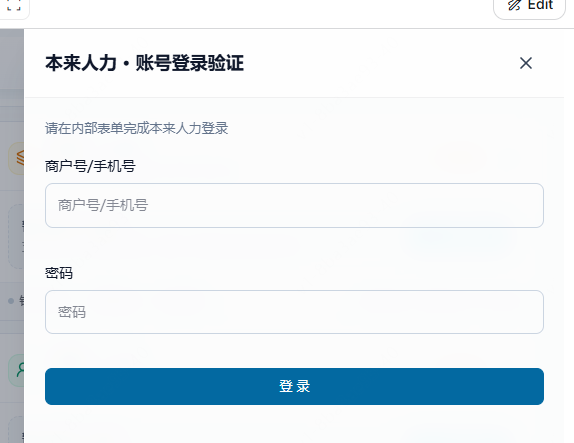 Edit
本来人力·账号登录验证
请在内部表单完成本来人力登录
商户号/手机号
商户号/手机号
密码
密码
登 录